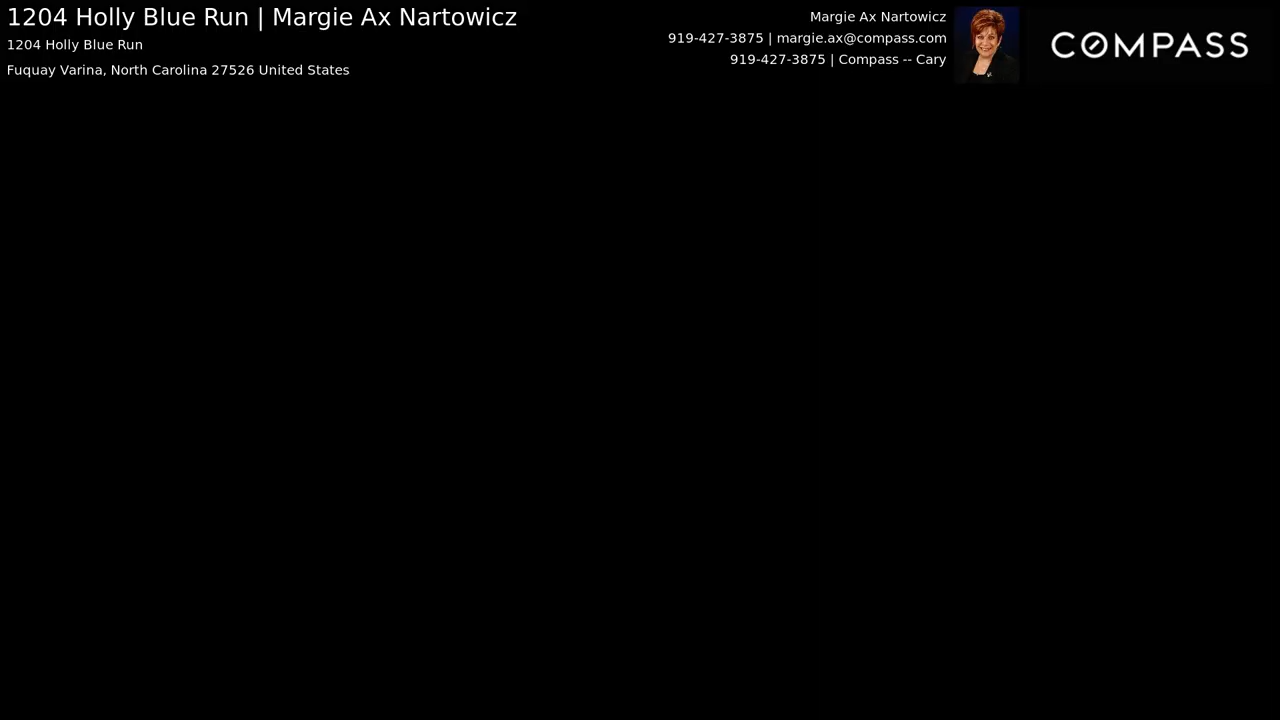 1204 Holly Blue Run | Margie Ax Nartowicz
1204 Holly Blue Run
Fuquay Varina, North Carolina 27526 United States
Margie Ax Nartowicz
919-427-3875 | margie.ax@compass.com
919-427-3875 | Compass -- Cary
COMPASS